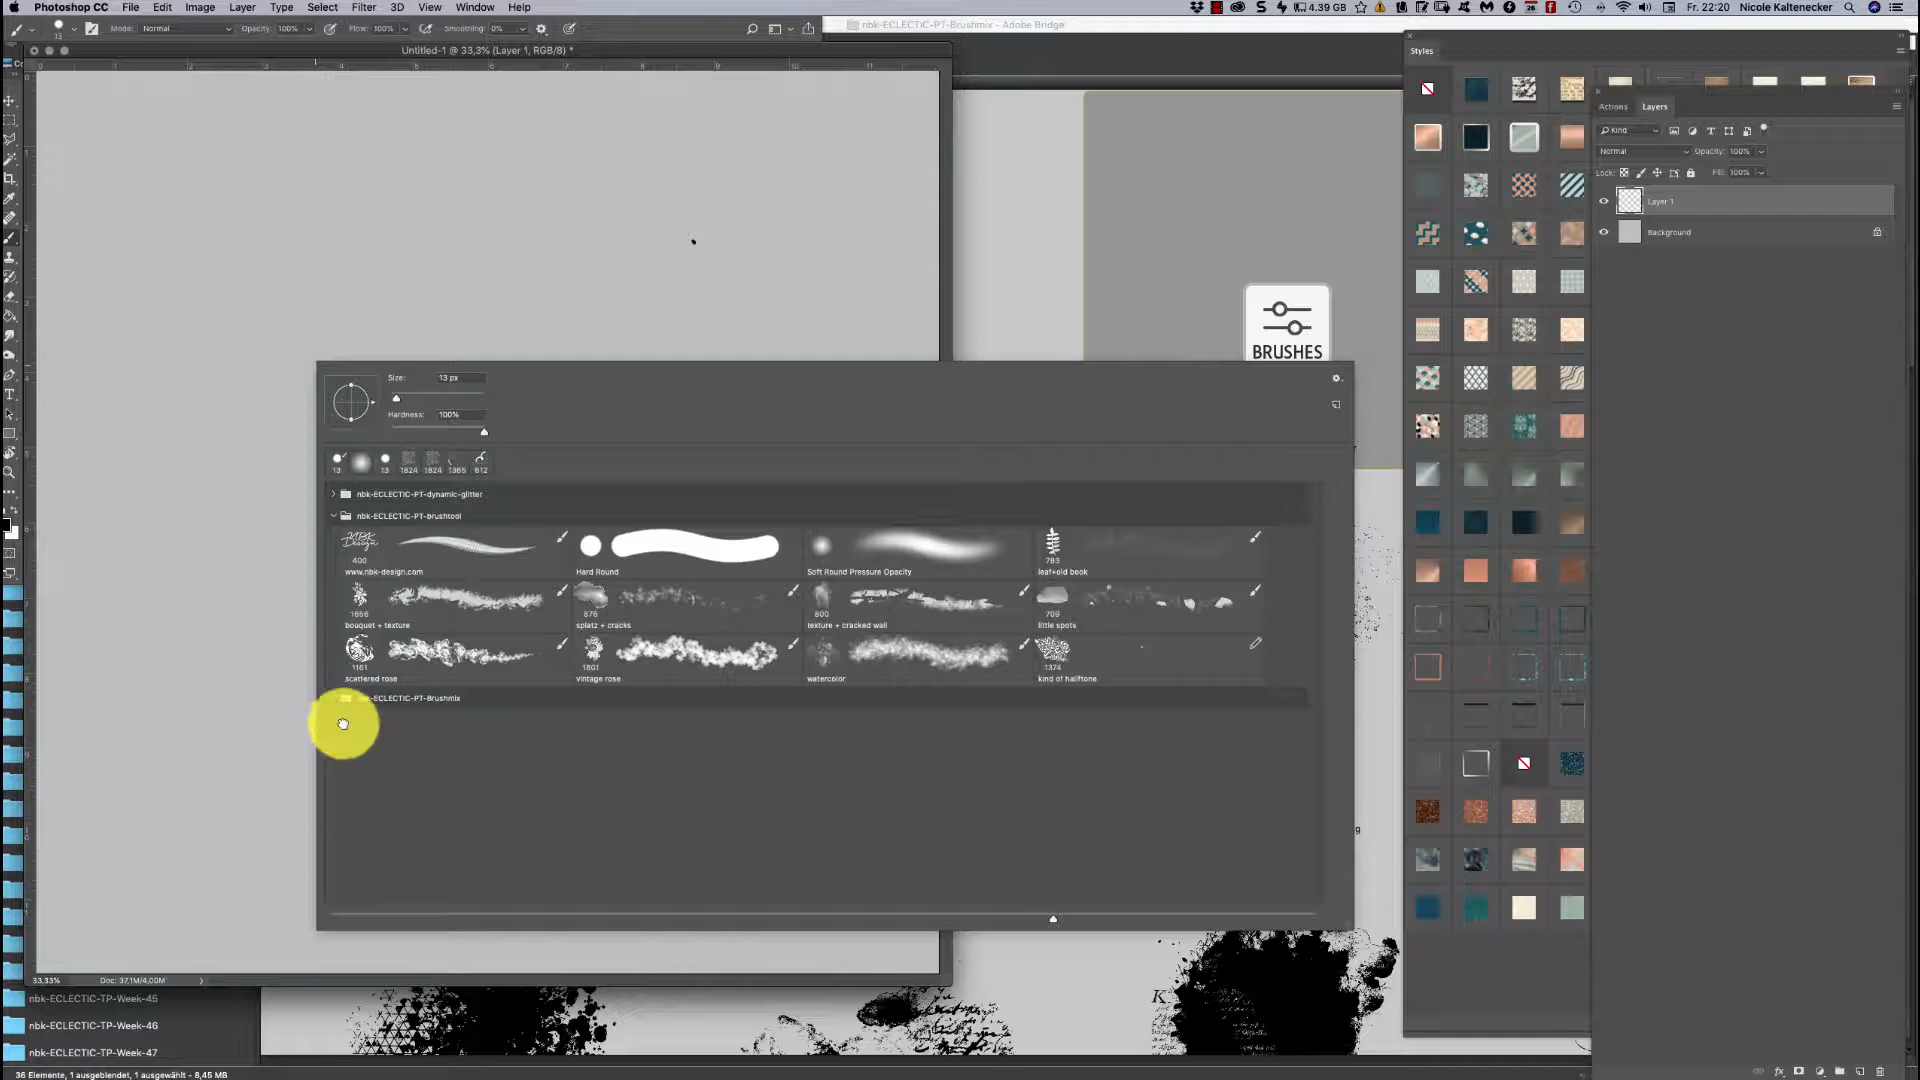 Photoshop CC File Edit Image Layer Type Select Filter 3D View Window Help
4.39 GB 26 Fr. 22:20 Nicole Kaltenecker
13 Mode: Normal Opacity: 100% Flow: 100% Smoothing: 0%
nbk-ECLECTIC-PT-Brushmix - Adobe Bridge
Untitled-1 @ 33,3% (Layer 1, RGB/8) *
Styles
Actions Layers
Kind
Normal Opacity: 100%
Lock: Fill: 100%
Layer 1
Background
BRUSHES
Size: 13 px
Hardness: 100%
13 13 1824 1824 1365 612
nbk-ECLECTIC-PT-dynamic-glitter
nbk-ECLECTIC-PT-brushtool
NBK Design
400 783
www.nbk-design.com Hard Round Soft Round Pressure Opacity leaf+old book
1656 876 800 709
bouquet + texture splatz + cracks texture + cracked wall little spots
1161 1801 1374
scattered rose vintage rose watercolor kind of halftone
nbk-ECLECTIC-PT-Brushmix
33,33% Doc: 37,1M/4,00M
nbk-ECLECTIC-TP-Week-45
nbk-ECLECTIC-TP-Week-46
nbk-ECLECTIC-TP-Week-47
36 Elemente, 1 ausgeblendet, 1 ausgewählt - 8,45 MB